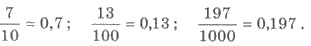 7/10 = 0,7; 13/100 = 0,13; 197/1000 = 0,197.